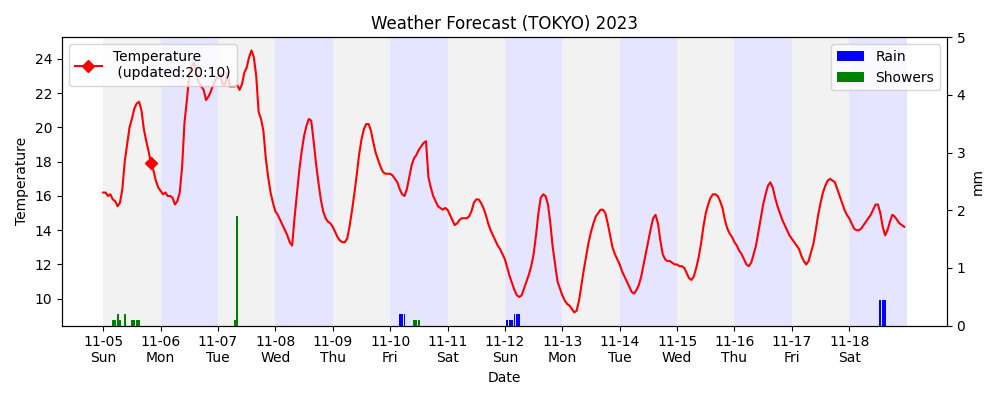 Weather Forecast (TOKYO) 2023
Temperature
(updated:20:10)
Rain
Showers
24
22
20
18
16
14
12
10
Temperature
5
4
3
2
1
0
mm
11-05 11-06 11-07 11-08 11-09 11-10 11-11 11-12 11-13 11-14 11-15 11-16 11-17 11-18
Sun Mon Tue Wed Thu Fri Sat Sun Mon Tue Wed Thu Fri Sat
Date